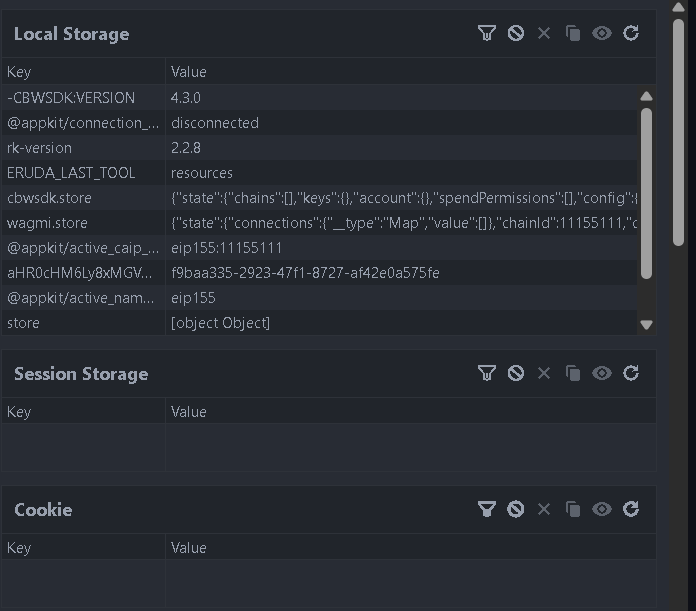 Local Storage
Key Value
-CBWSDK:VERSION 4.3.0
@appkit/connection_... disconnected
rk-version 2.2.8
ERUDA_LAST_TOOL resources
cbwsdk.store {"state":{"chains":[],"keys":{},"account":{},"spendPermissions":[],"config":{
wagmi.store {"state":{"connections":{"__type":"Map","value":[]},"chainId":11155111,"c
@appkit/active_caip_... eip155:11155111
aHR0cHM6Ly8xMGV... f9baa335-2923-47f1-8727-af42e0a575fe
@appkit/active_nam... eip155
store [object Object]
Session Storage
Key Value
Cookie
Key Value